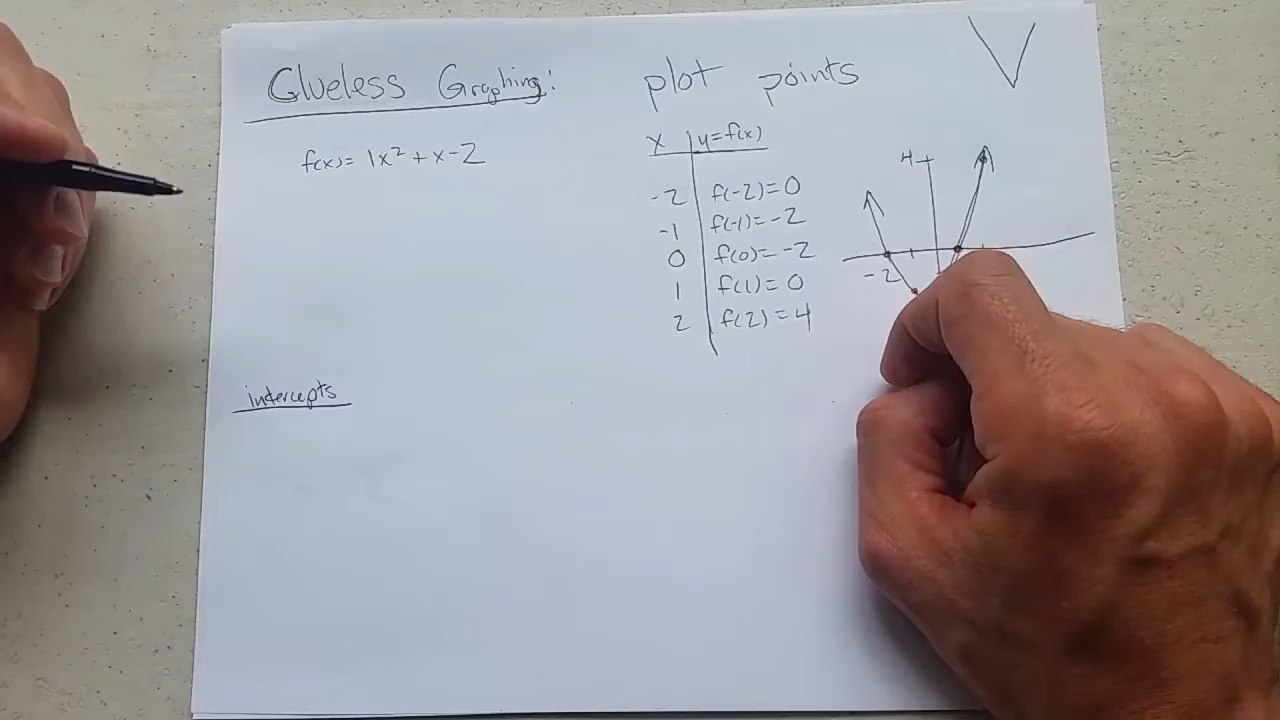 Clueless Graphing:
plot points
f(x)= 1x² + x - 2
x y=f(x)
-2 f(-2)=0
-1 f(-1)=-2
0 f(0)=-2
1 f(1)=0
2 f(2)=4
4
-2
intercepts